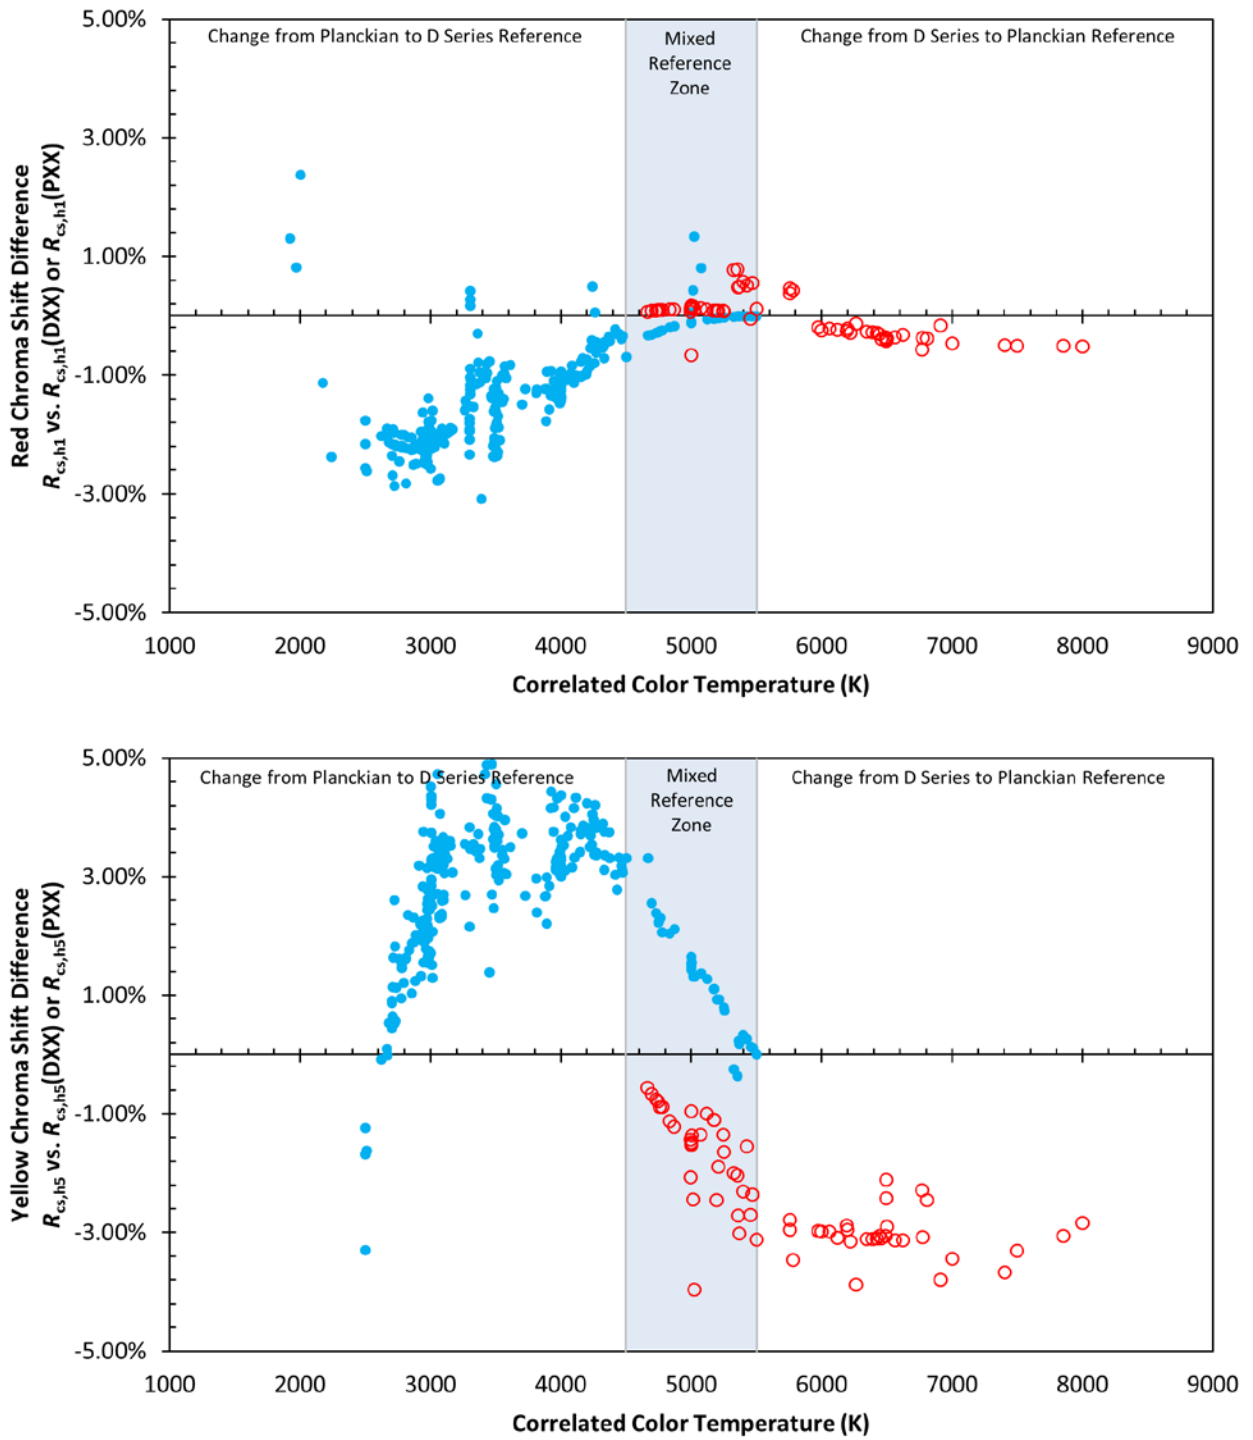 5.00%
Change from Planckian to D Series Reference
Mixed
Reference
Zone
Change from D Series to Planckian Reference
3.00%
1.00%
-1.00%
-3.00%
-5.00%
Red Chroma Shift Difference
Rcs,h1 vs. Rcs,h1(DXX) or Rcs,h1(PXX)
1000 2000 3000 4000 5000 6000 7000 8000 9000
Correlated Color Temperature (K)
5.00%
Change from Planckian to D Series Reference
Mixed
Reference
Zone
Change from D Series to Planckian Reference
3.00%
1.00%
-1.00%
-3.00%
-5.00%
Yellow Chroma Shift Difference
Rcs,h5 vs. Rcs,h5(DXX) or Rcs,h5(PXX)
1000 2000 3000 4000 5000 6000 7000 8000 9000
Correlated Color Temperature (K)